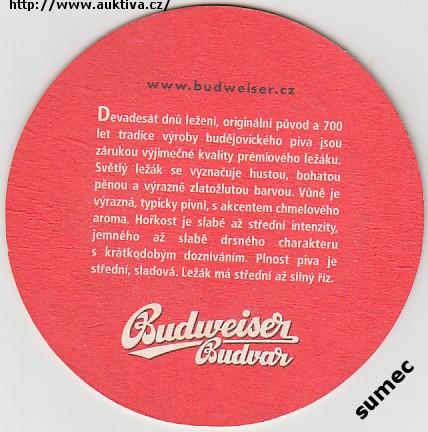 http://www.auktiva.cz/
www.budweiser.cz
Devadesát dnů ležení, originální původ a 700
let tradice výroby budějovického piva jsou
zárukou výjimečné kvality prémiového ležáku.
Světlý ležák se vyznačuje hustou, bohatou
pěnou a výrazně zlatožlutou barvou. Vůně je
výrazná, typicky pivní, s akcentem chmelového
aroma. Hořkost je slabé až střední intenzity,
jemného až slabě drsného charakteru
s krátkodobým dozníváním. Plnost piva je
střední, sladová. Ležák má střední až silný říz.
Budweiser
Budvar
sumec